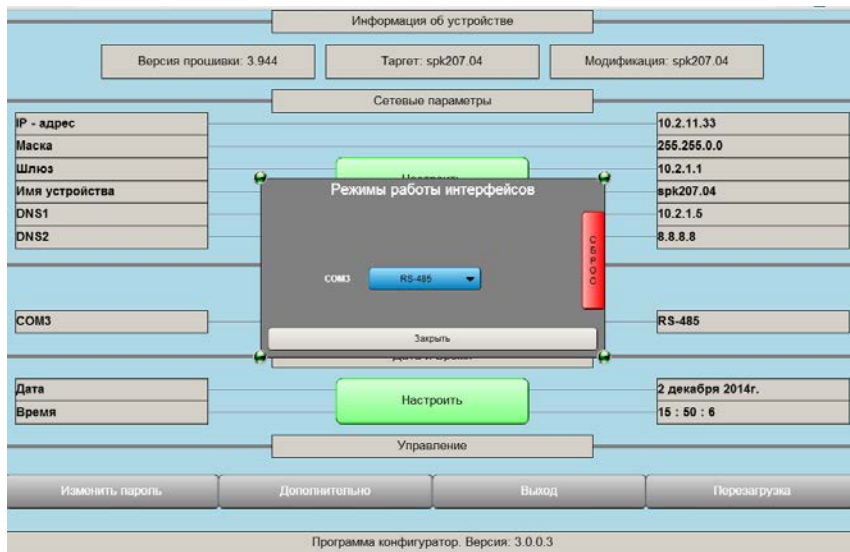 Информация об устройстве
Версия прошивки: 3.944
Таргет: spk207.04
Модификация: spk207.04
Сетевые параметры
IP - адрес
10.2.11.33
Маска
255.255.0.0
Шлюз
10.2.1.1
Имя устройства
spk207.04
DNS1
10.2.1.5
DNS2
8.8.8.8
Режимы работы интерфейсов
СБРОС
COM3
RS-485
Закрыть
COM3
RS-485
Дата
2 декабря 2014г.
Настроить
Время
15 : 50 : 6
Управление
Изменить пароль
Дополнительно
Выход
Перезагрузка
Программа конфигуратор. Версия: 3.0.0.3